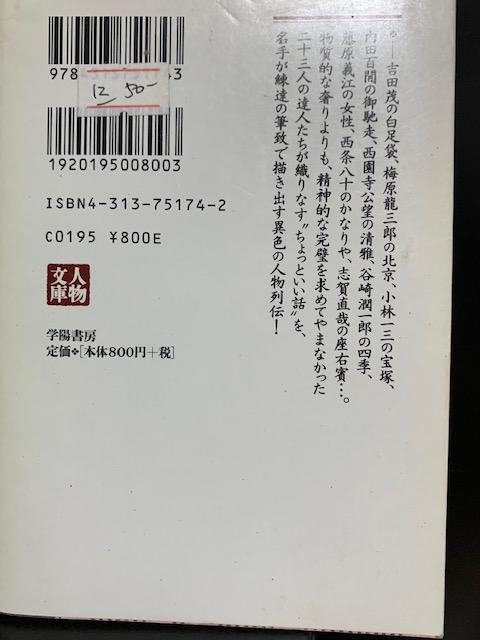 吉田茂の白足袋、梅原龍三郎の北京、小林一三の宝塚、
内田百閒の御馳走、西園寺公望の清雅、谷崎潤一郎の四季、
藤原義江の女性、西条八十のかなりや、志賀直哉の座右賓…。
物質的な奢りよりも、精神的な完璧を求めてやまなかった
二十三人の達人たちが織りなす〝ちょっといい話〟を、
名手が練達の筆致で描き出す異色の人物列伝！
978
3
12 50-
1920195008003
ISBN4-313-75174-2
C0195 ¥800E
人物
文庫
学陽書房
定価❖[本体800円+税]